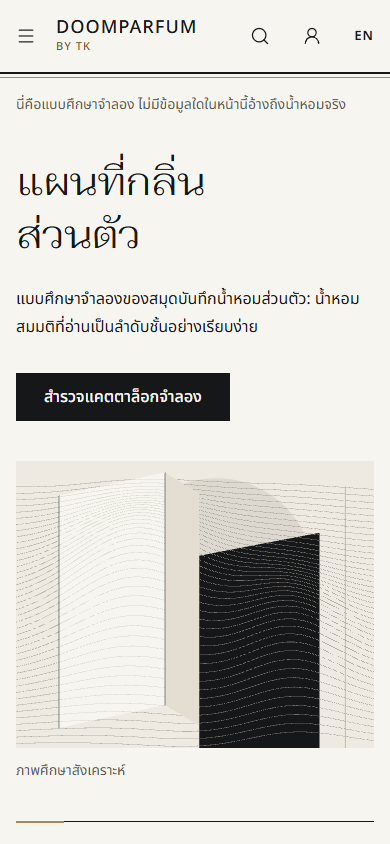 DOOMPARFUM
BY TK
EN
นี่คือแบบศึกษาจำลอง ไม่มีข้อมูลใดในหน้านี้อ้างถึงน้ำหอมจริง
แผนที่กลิ่น
ส่วนตัว
แบบศึกษาจำลองของสมุดบันทึกน้ำหอมส่วนตัว: น้ำหอม
สมมติที่อ่านเป็นลำดับชั้นอย่างเรียบง่าย
สำรวจแคตตาล็อกจำลอง
ภาพศึกษาสังเคราะห์